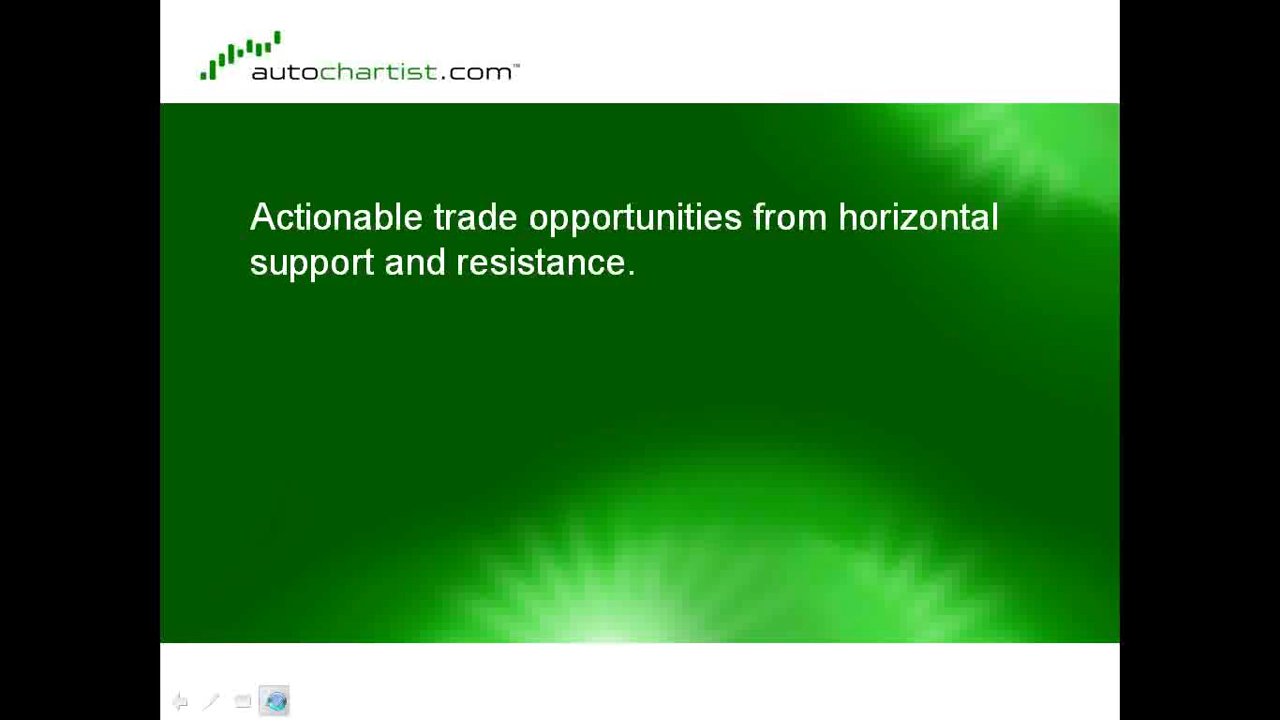 autochartist.com™
Actionable trade opportunities from horizontal
support and resistance.